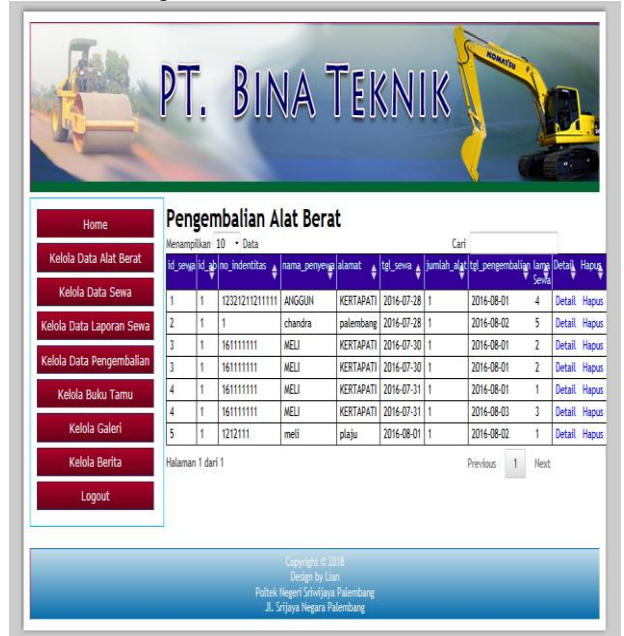 PT. BINA TEKNIK
KOMATSU
Home
Kelola Data Alat Berat
Kelola Data Sewa
Kelola Data Laporan Sewa
Kelola Data Pengembalian
Kelola Buku Tamu
Kelola Galeri
Kelola Berita
Logout
Pengembalian Alat Berat
Menampilkan 10 Data Cari
id_sewa id_ab no_indentitas nama_penyewa alamat tgl_sewa jumlah_alat tgl_pengembalian lama Sewa Detail Hapus
1 1 12321211211111 ANGGUN KERTAPATI 2016-07-28 1 2016-08-01 4 Detail Hapus
2 1 1 chandra palembang 2016-07-28 1 2016-08-02 5 Detail Hapus
3 1 161111111 MELI KERTAPATI 2016-07-30 1 2016-08-01 2 Detail Hapus
3 1 161111111 MELI KERTAPATI 2016-07-30 1 2016-08-01 2 Detail Hapus
4 1 161111111 MELI KERTAPATI 2016-07-31 1 2016-08-01 1 Detail Hapus
4 1 161111111 MELI KERTAPATI 2016-07-31 1 2016-08-03 3 Detail Hapus
5 1 1212111 meli plaju 2016-08-01 1 2016-08-02 1 Detail Hapus
Halaman 1 dari 1 Previous 1 Next
Copyright © 2018
Design by Lian
Poltek Negeri Sriwijaya Palembang
Jl. Srijaya Negara Palembang